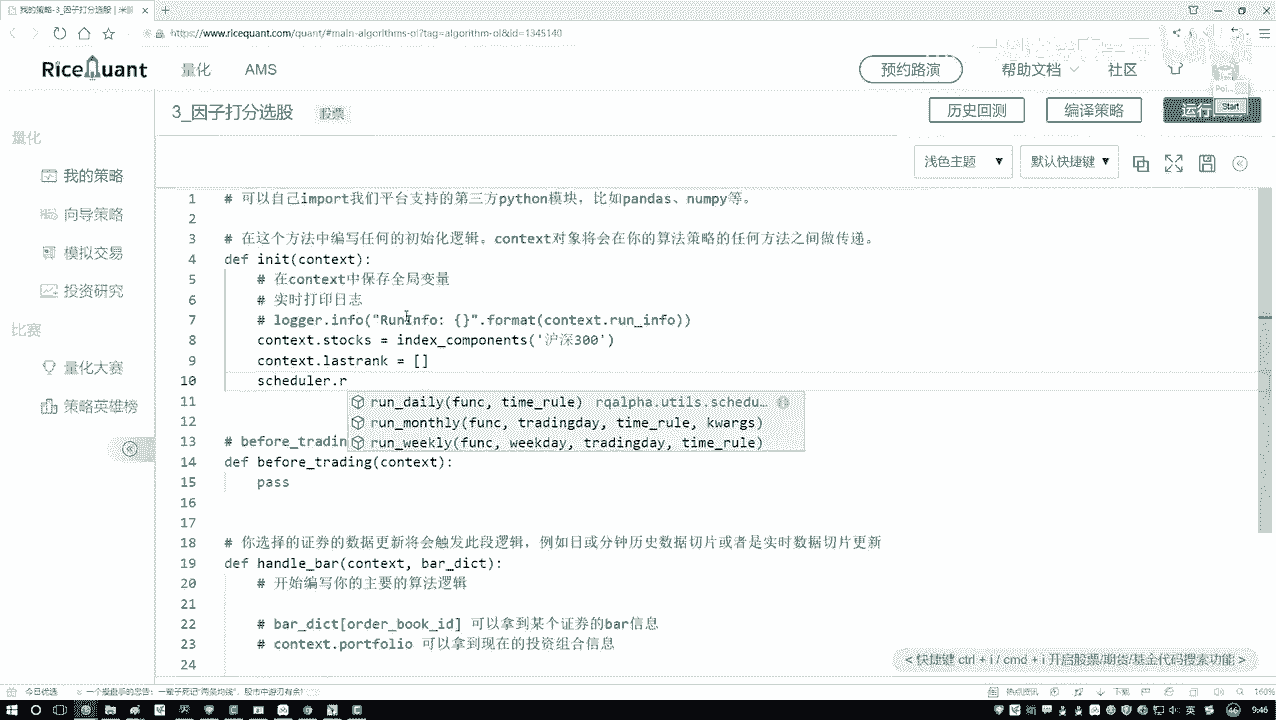 我的策略-3_因子打分选股 | 米
https://www.ricequant.com/quant/#main-algorithms-ol?tag=algorithm-ol&id=1345140
RiceQuant
量化
AMS
预约路演
帮助文档
社区
3_因子打分选股
股票
历史回测
编译策略
运行
Start
浅色主题 ▼
默认快捷键 ▼
量化
我的策略
向导策略
模拟交易
投资研究
比赛
量化大赛
策略英雄榜
1 # 可以自己import我们平台支持的第三方python模块，比如pandas、numpy等。
2
3 # 在这个方法中编写任何的初始化逻辑。context对象将会在你的算法策略的任何方法之间做传递。
4 def init(context):
5 # 在context中保存全局变量
6 # 实时打印日志
7 # logger.info("RunInfo: {}".format(context.run_info))
8 context.stocks = index_components('沪深300')
9 context.lastrank = []
10 scheduler.r
11 run_daily(func, time_rule) rqalpha.utils.schedu…
12 run_monthly(func, tradingday, time_rule, kwargs)
13 # before_tradin run_weekly(func, weekday, tradingday, time_rule)
14 def before_trading(context):
15 pass
16
17
18 # 你选择的证券的数据更新将会触发此段逻辑，例如日或分钟历史数据切片或者是实时数据切片更新
19 def handle_bar(context, bar_dict):
20 # 开始编写你的主要的算法逻辑
21
22 # bar_dict[order_book_id] 可以拿到某个证券的bar信息
23 # context.portfolio 可以拿到现在的投资组合信息
24
< 快捷键 ctrl + i / cmd + i 开启股票/期货/基金代码搜索功能 >
今日优选
160%
9:46